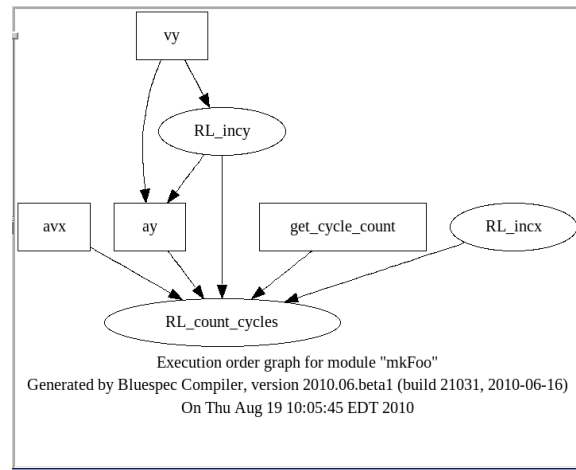 vy
RL_incy
avx
ay
get_cycle_count
RL_incx
RL_count_cycles
Execution order graph for module "mkFoo"
Generated by Bluespec Compiler, version 2010.06.beta1 (build 21031, 2010-06-16)
On Thu Aug 19 10:05:45 EDT 2010